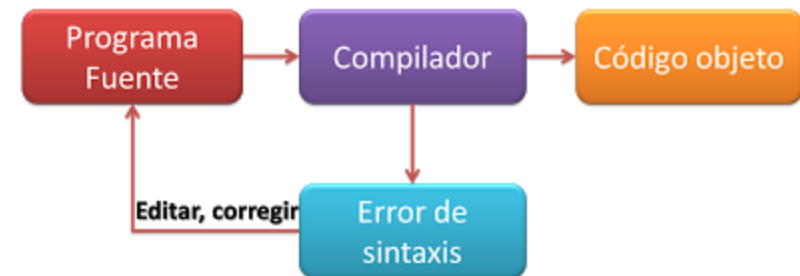 Programa
Fuente
Compilador
Código objeto
Editar, corregir
Error de
sintaxis